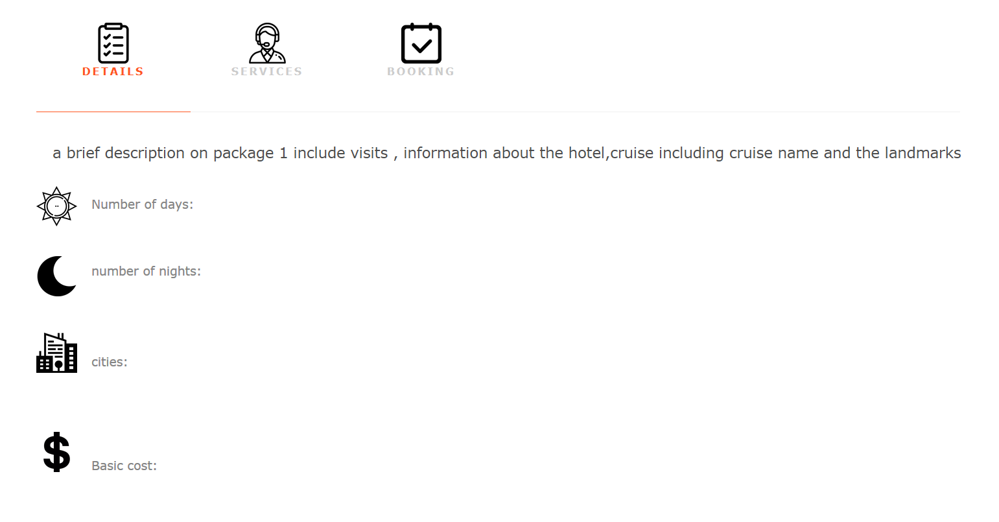 DETAILS SERVICES BOOKING
a brief description on package 1 include visits , information about the hotel,cruise including cruise name and the landmarks
Number of days:
number of nights:
cities:
$
Basic cost: